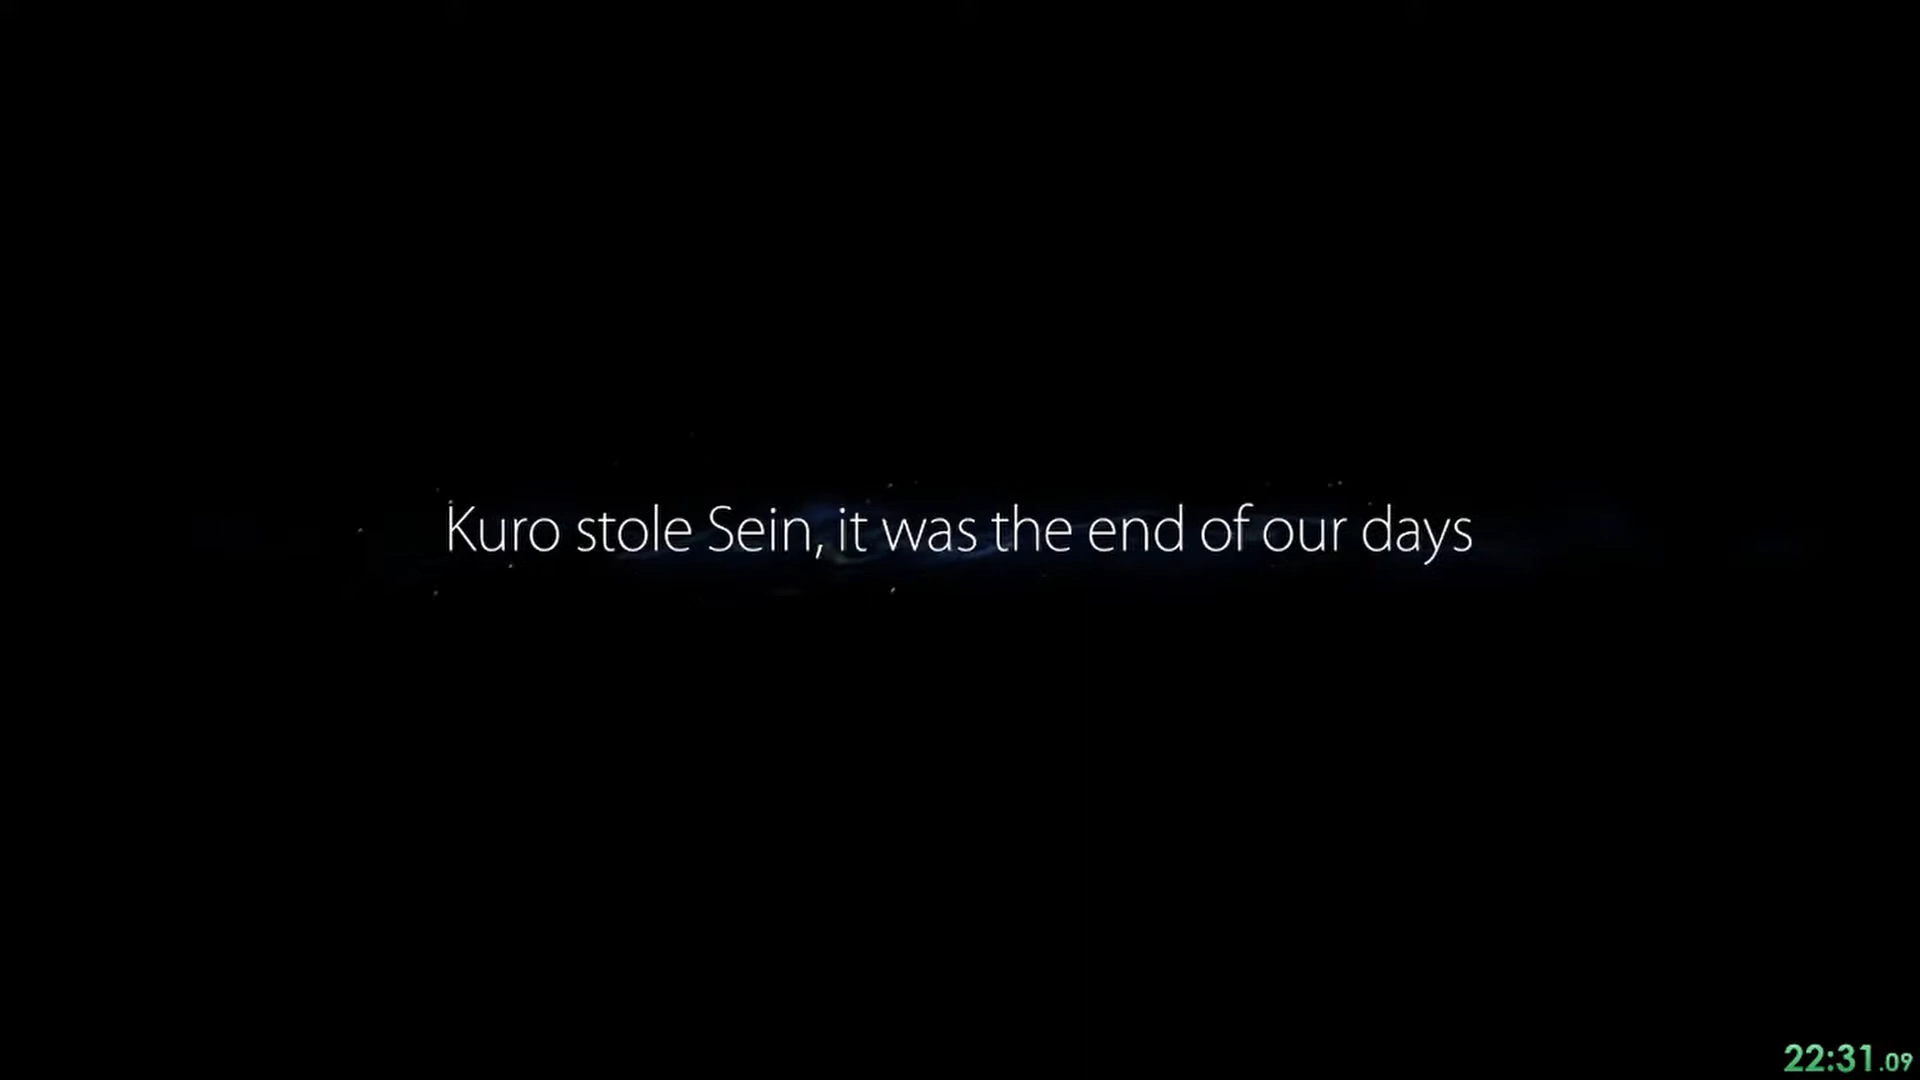 Kuro stole Sein, it was the end of our days
22:31.09